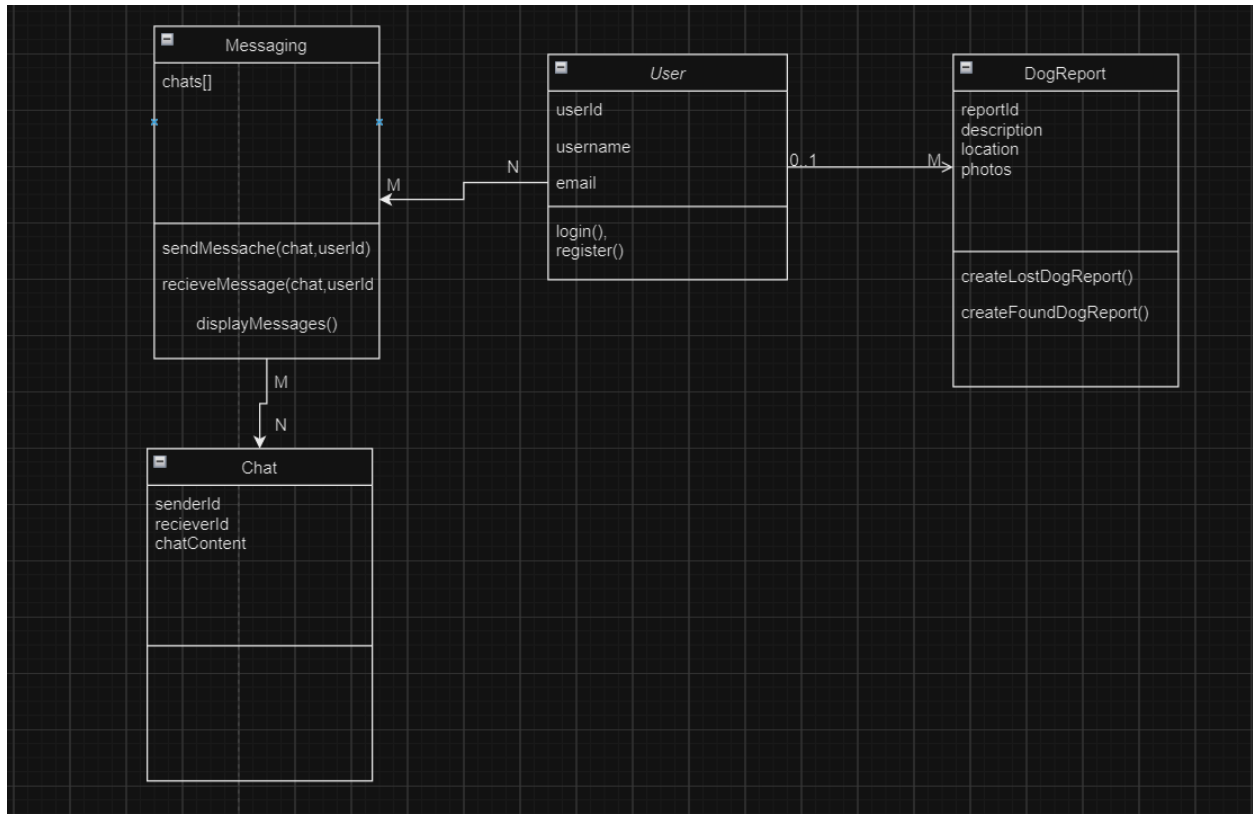 Messaging
chats[]
sendMessache(chat,userId)
recieveMessage(chat,userId
displayMessages()
M
N
User
userId
username
email
login(),
register()
0..1
M
DogReport
reportId
description
location
photos
createLostDogReport()
createFoundDogReport()
M
N
Chat
senderId
recieverId
chatContent